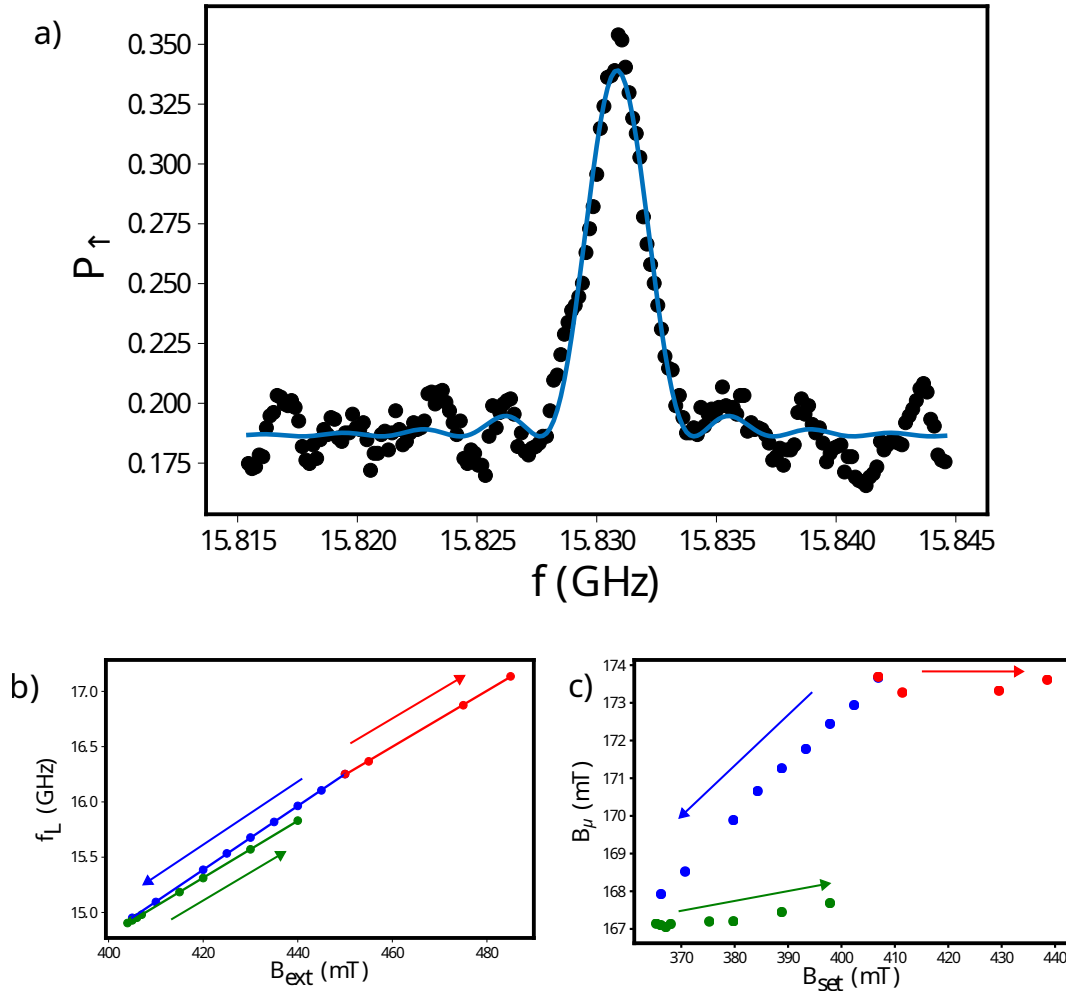 a)
0.350
0.325
0.300
0.275
0.250
0.225
0.200
0.175
P↑
15.815 15.820 15.825 15.830 15.835 15.840 15.845
f (GHz)
b)
17.0
16.5
16.0
15.5
15.0
f_L (GHz)
400 420 440 460 480
B_ext (mT)
c)
174
173
172
171
170
169
168
167
B_μ (mT)
370 380 390 400 410 420 430 440
B_set (mT)